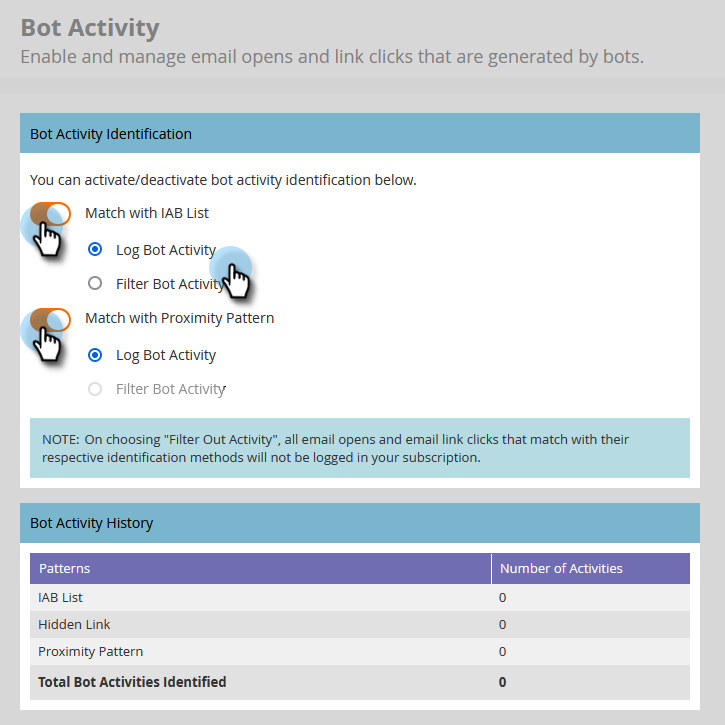 Bot Activity
Enable and manage email opens and link clicks that are generated by bots.
Bot Activity Identification
You can activate/deactivate bot activity identification below.
Match with IAB List
Log Bot Activity
Filter Bot Activity
Match with Proximity Pattern
Log Bot Activity
Filter Bot Activity
NOTE: On choosing "Filter Out Activity", all email opens and email link clicks that match with their
respective identification methods will not be logged in your subscription.
Bot Activity History
Patterns Number of Activities
IAB List 0
Hidden Link 0
Proximity Pattern 0
Total Bot Activities Identified 0